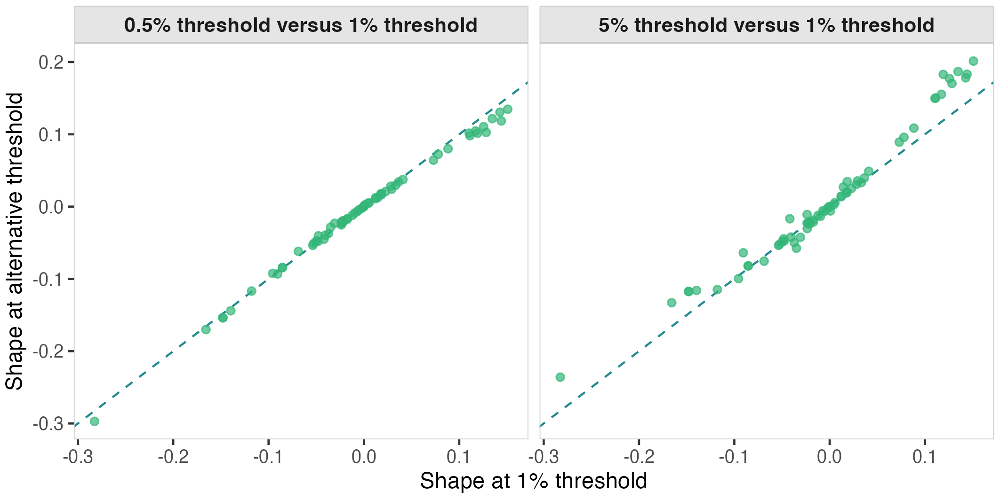 0.5% threshold versus 1% threshold
5% threshold versus 1% threshold
Shape at alternative threshold
0.2
0.1
0.0
-0.1
-0.2
-0.3
-0.3 -0.2 -0.1 0.0 0.1
-0.3 -0.2 -0.1 0.0 0.1
Shape at 1% threshold